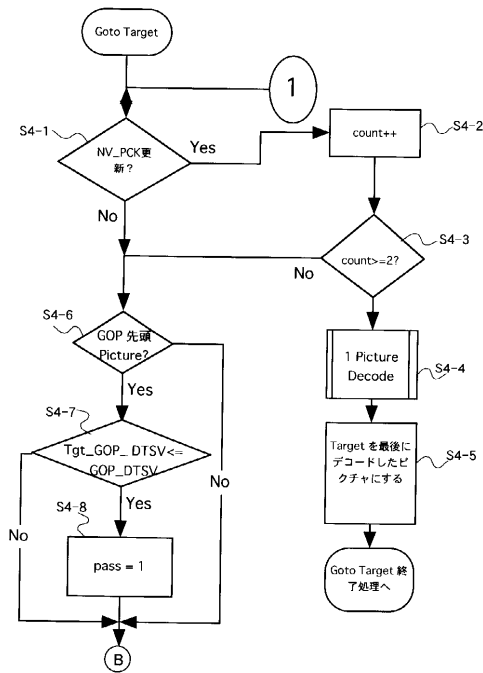 Goto Target
1
S4-1
NV_PCK更
新？
Yes
No
count++
S4-2
count>=2?
S4-3
No
S4-6
GOP 先頭
Picture?
Yes
No
1 Picture
Decode
S4-4
S4-7
Tgt_GOP_ DTSV<=
GOP_DTSV
Yes
No
Target を最後に
デコードしたピ
クチャにする
S4-5
S4-8
pass = 1
Goto Target 終
了処理へ
B